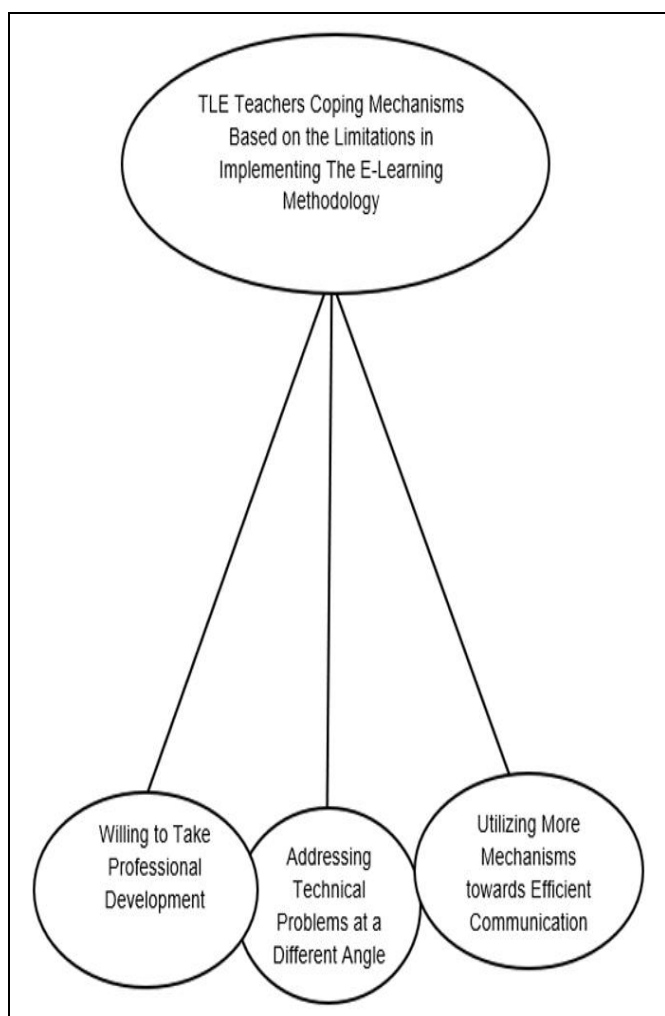 TLE Teachers Coping Mechanisms
Based on the Limitations in
Implementing The E-Learning
Methodology
Willing to Take
Professional
Development
Addressing
Technical
Problems at a
Different Angle
Utilizing More
Mechanisms
towards Efficient
Communication